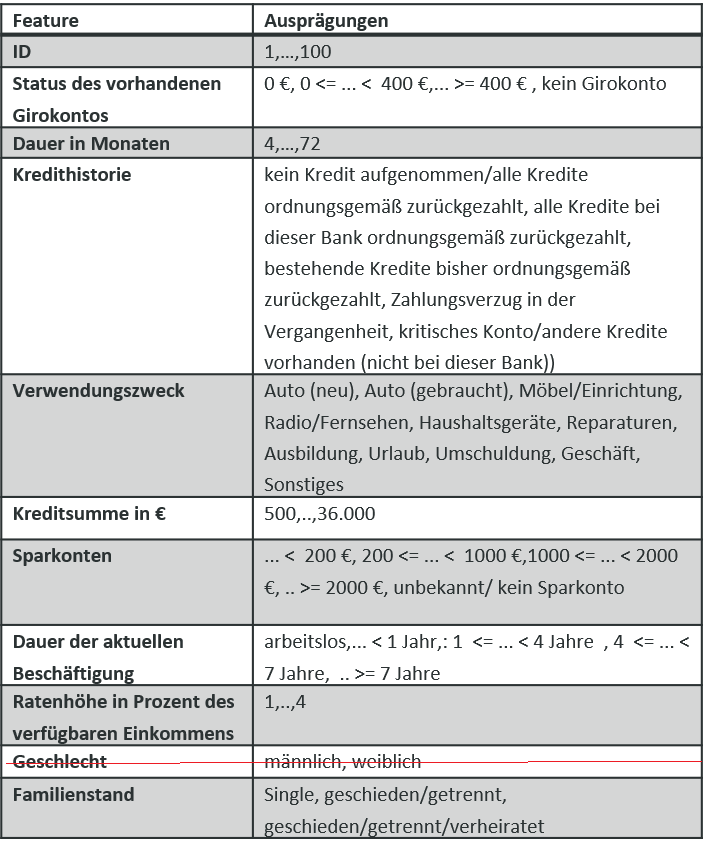 Feature Ausprägungen
ID 1,...,100
Status des vorhandenen 0 €, 0 <= ... < 400 €,... >= 400 € , kein Girokonto
Girokontos
Dauer in Monaten 4,...,72
Kredithistorie kein Kredit aufgenommen/alle Kredite
ordnungsgemäß zurückgezahlt, alle Kredite bei
dieser Bank ordnungsgemäß zurückgezahlt,
bestehende Kredite bisher ordnungsgemäß
zurückgezahlt, Zahlungsverzug in der
Vergangenheit, kritisches Konto/andere Kredite
vorhanden (nicht bei dieser Bank))
Verwendungszweck Auto (neu), Auto (gebraucht), Möbel/Einrichtung,
Radio/Fernsehen, Haushaltsgeräte, Reparaturen,
Ausbildung, Urlaub, Umschuldung, Geschäft,
Sonstiges
Kreditsumme in € 500,..,36.000
Sparkonten ... < 200 €, 200 <= ... < 1000 €,1000 <= ... < 2000
€, .. >= 2000 €, unbekannt/ kein Sparkonto
Dauer der aktuellen arbeitslos,... < 1 Jahr,: 1 <= ... < 4 Jahre , 4 <= ... <
Beschäftigung 7 Jahre, .. >= 7 Jahre
Ratenhöhe in Prozent des 1,..,4
verfügbaren Einkommens
Geschlecht männlich, weiblich
Familienstand Single, geschieden/getrennt,
geschieden/getrennt/verheiratet